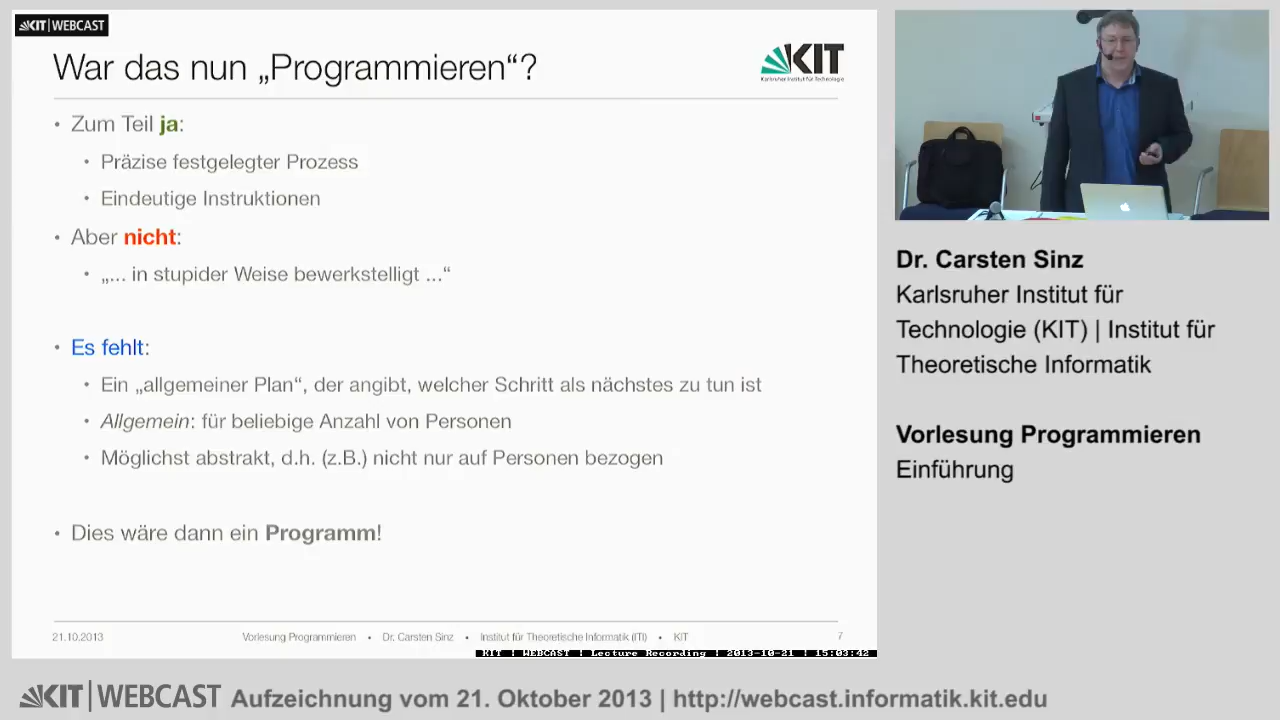 KIT | WEBCAST
War das nun „Programmieren“?
KIT
Karlsruher Institut für Technologie
• Zum Teil ja:
• Präzise festgelegter Prozess
• Eindeutige Instruktionen
• Aber nicht:
• „... in stupider Weise bewerkstelligt ...“
• Es fehlt:
• Ein „allgemeiner Plan“, der angibt, welcher Schritt als nächstes zu tun ist
• Allgemein: für beliebige Anzahl von Personen
• Möglichst abstrakt, d.h. (z.B.) nicht nur auf Personen bezogen
• Dies wäre dann ein Programm!
21.10.2013 Vorlesung Programmieren • Dr. Carsten Sinz • Institut für Theoretische Informatik (ITI) • KIT 7
KIT | WEBCAST | Lecture Recording | 2013-10-21 | 15:03:42
Dr. Carsten Sinz
Karlsruher Institut für
Technologie (KIT) | Institut für
Theoretische Informatik
Vorlesung Programmieren
Einführung
KIT | WEBCAST Aufzeichnung vom 21. Oktober 2013 | http://webcast.informatik.kit.edu